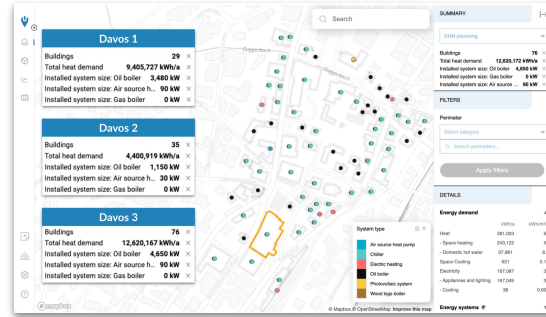 Davos 1
Buildings 29 ×
Total heat demand 9,405,727 kWh/a ×
Installed system size: Oil boiler 3,480 kW ×
Installed system size: Air source h... 90 kW ×
Installed system size: Gas boiler 0 kW ×
Davos 2
Buildings 35 ×
Total heat demand 4,400,919 kWh/a ×
Installed system size: Oil boiler 1,150 kW ×
Installed system size: Air source h... 30 kW ×
Installed system size: Gas boiler 0 kW ×
Davos 3
Buildings 76 ×
Total heat demand 12,620,167 kWh/a ×
Installed system size: Oil boiler 4,650 kW ×
Installed system size: Air source h... 90 kW ×
Installed system size: Gas boiler 0 kW ×
mapbox
Search
Guggerbach
System type
Air source heat pump
Chiller
Electric heating
Oil boiler
Photovoltaic system
Wood logs boiler
© Mapbox © OpenStreetMap Improve this map
SUMMARY
DHN planning
Buildings 76 ×
Total heat demand 12,620,172 kWh/a ×
Installed system size: Oil boiler 4,650 kW ×
Installed system size: Air source ... 90 kW ×
FILTERS
Perimeter
Select category
Search perimeters...
Apply filters
DETAILS
Energy demand
kWh/a
Heat 281,003
- Space heating 243,122
- Domestic hot water 37,881
Space Cooling 621
Electricity 167,087
- Appliances and lighting 167,049
- Cooling 38
Energy systems